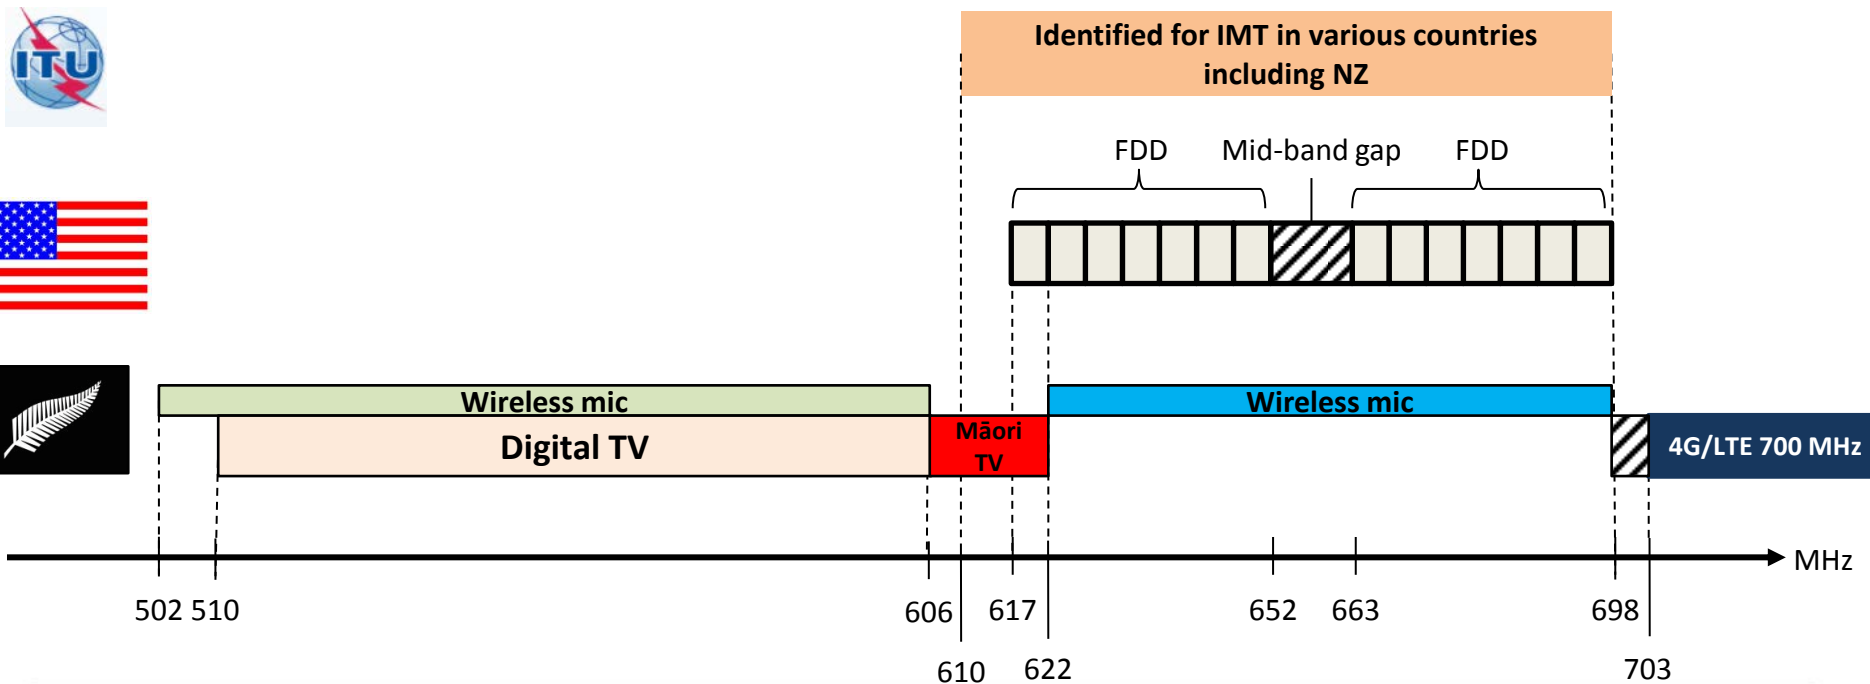 ITU
Identified for IMT in various countries
including NZ
FDD
Mid-band gap
FDD
Wireless mic
Wireless mic
Digital TV
Māori
TV
4G/LTE 700 MHz
MHz
502
510
606
617
652
663
698
610
622
703